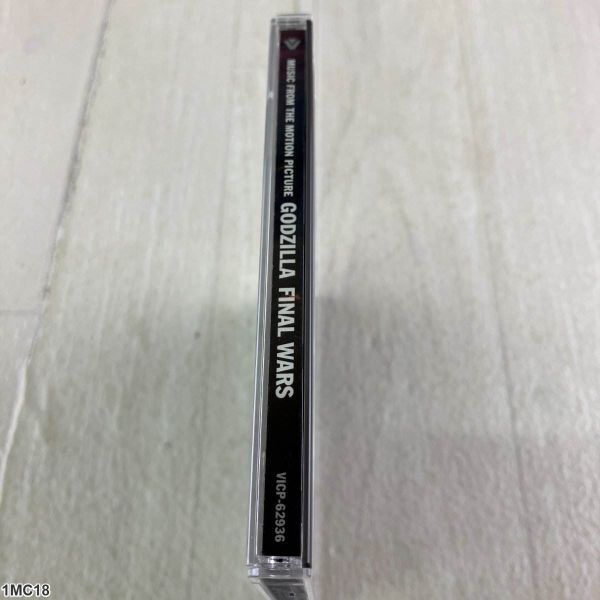 MUSIC FROM THE MOTION PICTURE GODZILLA FINAL WARS
VICP-62936
1MC18